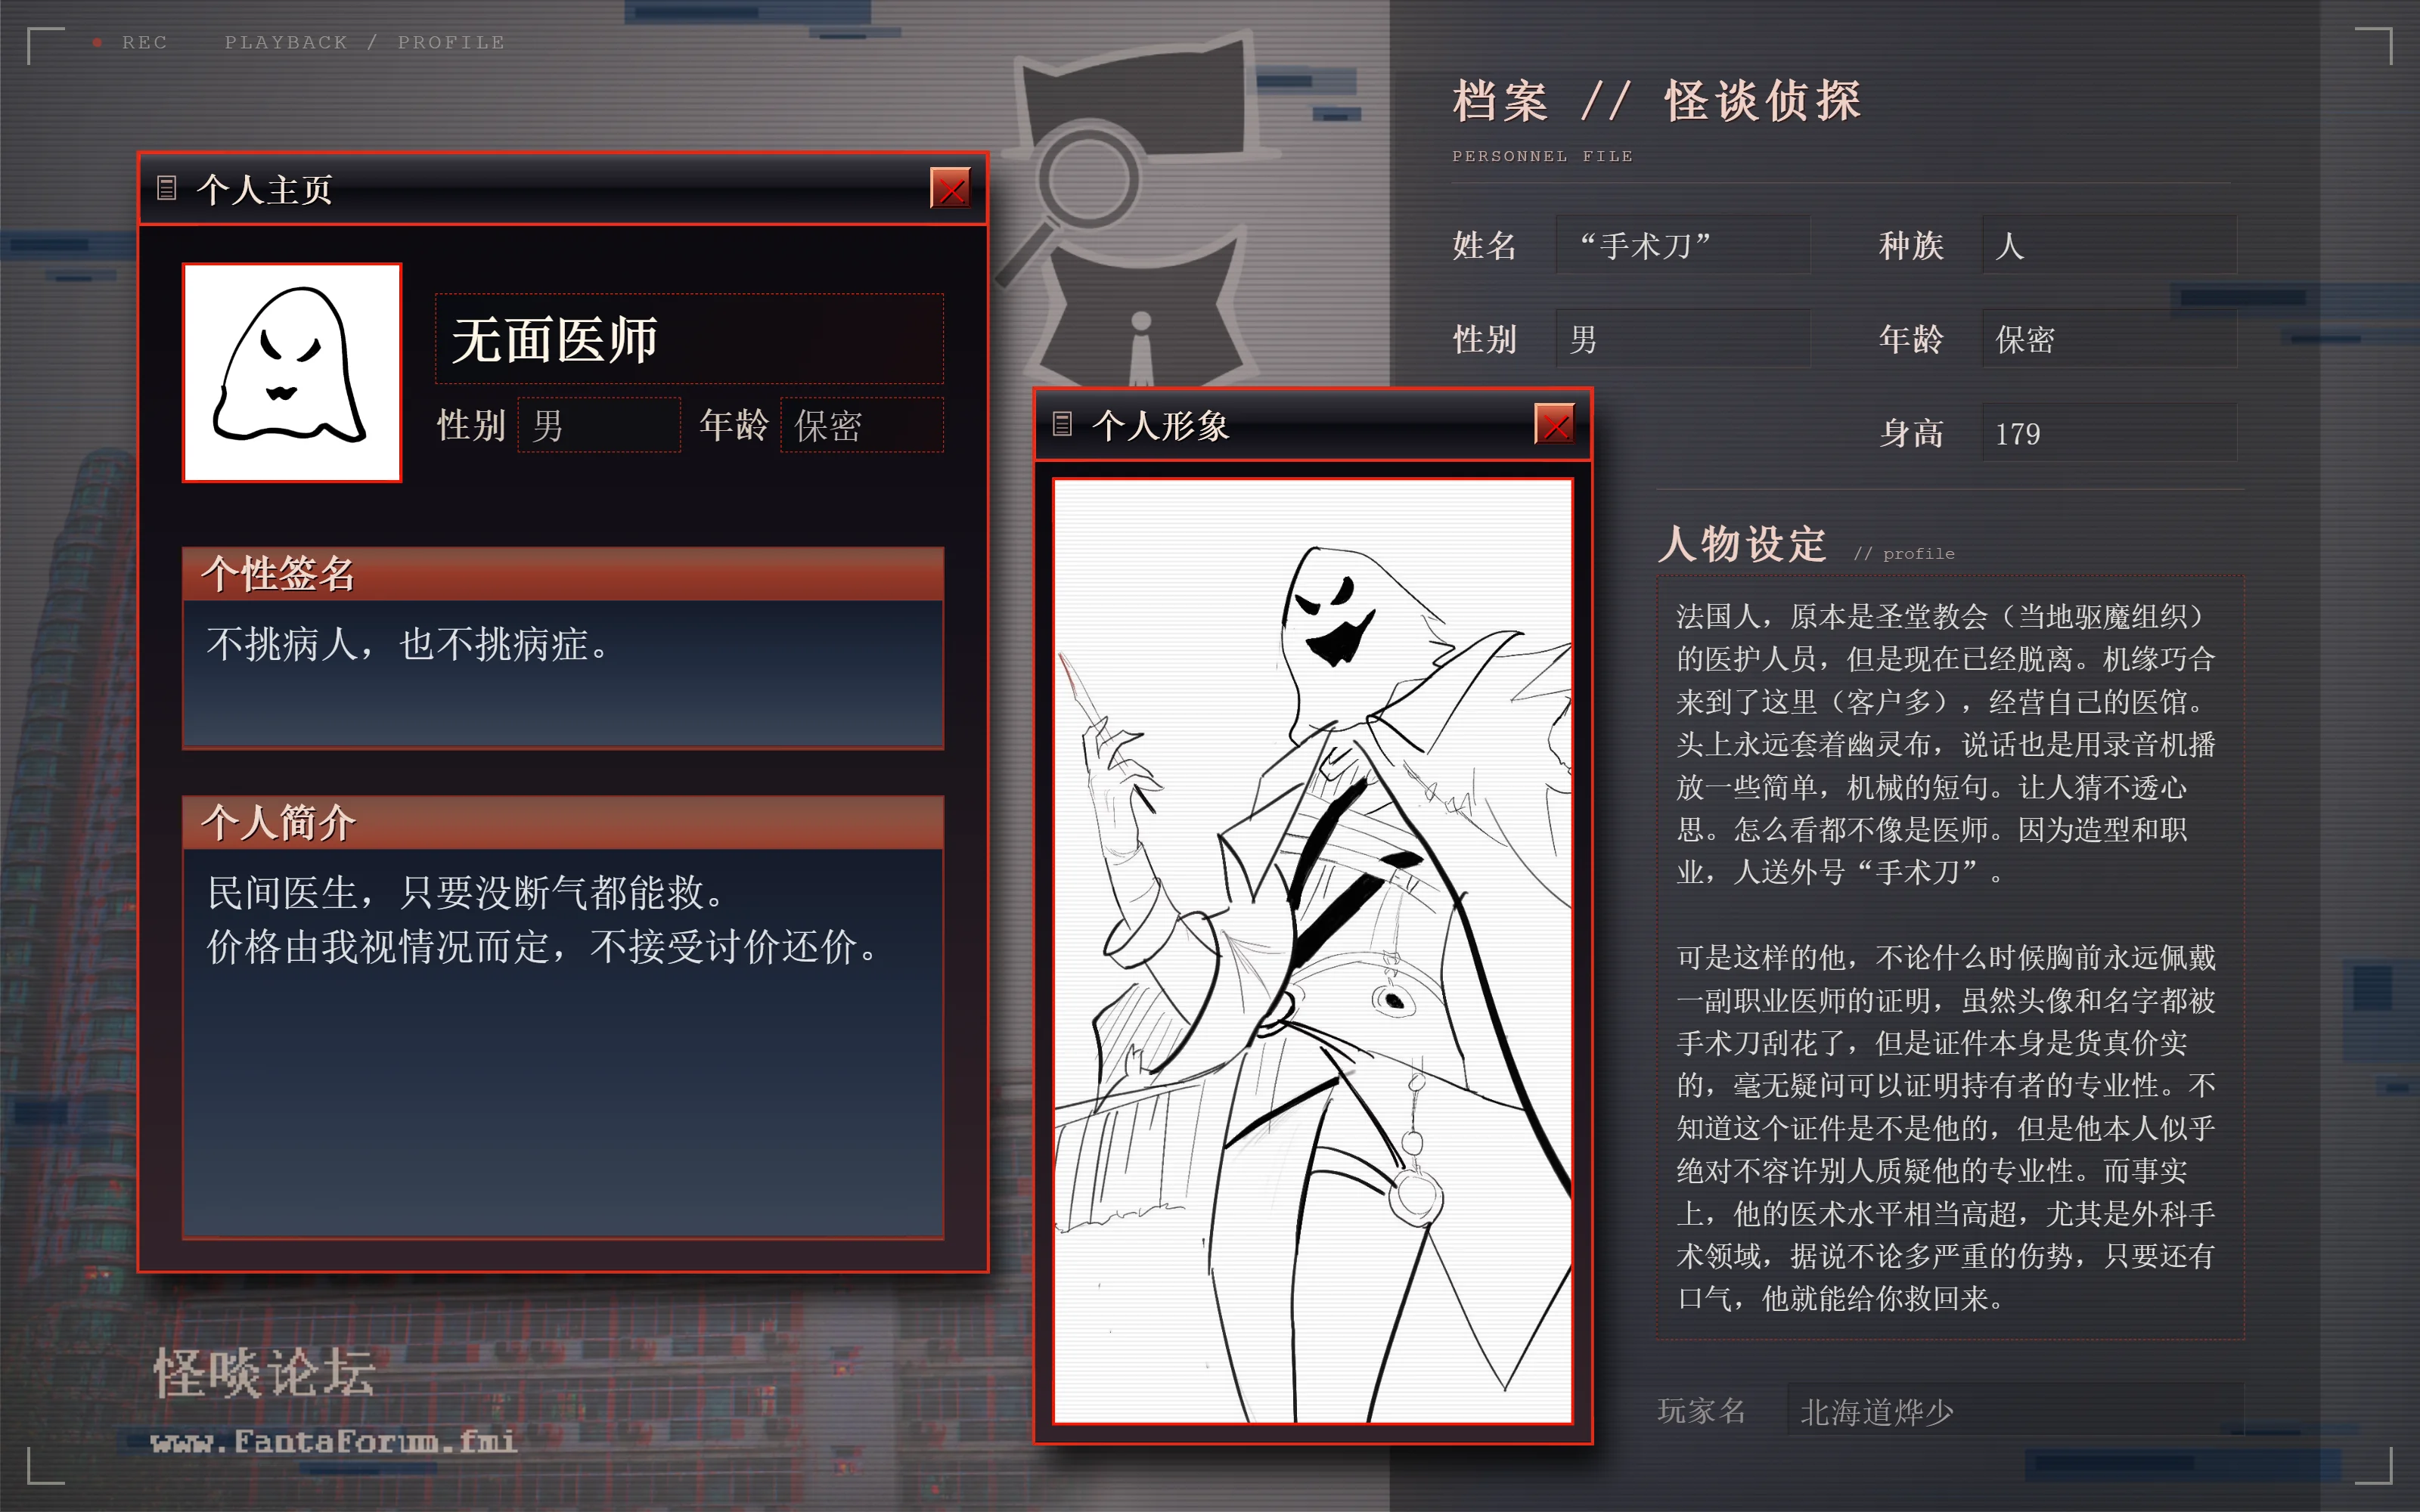 REC PLAYBACK / PROFILE
个人主页
无面医师
性别 男 年龄 保密
个性签名
不挑病人，也不挑病症。
个人简介
民间医生，只要没断气都能救。
价格由我视情况而定，不接受讨价还价。
怪啖论坛
www.FantaForum.fmi
个人形象
档案 // 怪谈侦探
PERSONNEL FILE
姓名 “手术刀” 种族 人
性别 男 年龄 保密
身高 179
人物设定 // profile
法国人，原本是圣堂教会（当地驱魔组织）
的医护人员，但是现在已经脱离。机缘巧合
来到了这里（客户多），经营自己的医馆。
头上永远套着幽灵布，说话也是用录音机播
放一些简单，机械的短句。让人猜不透心
思。怎么看都不像是医师。因为造型和职
业，人送外号“手术刀”。
可是这样的他，不论什么时候胸前永远佩戴
一副职业医师的证明，虽然头像和名字都被
手术刀刮花了，但是证件本身是货真价实
的，毫无疑问可以证明持有者的专业性。不
知道这个证件是不是他的，但是他本人似乎
绝对不容许别人质疑他的专业性。而事实
上，他的医术水平相当高超，尤其是外科手
术领域，据说不论多严重的伤势，只要还有
口气，他就能给你救回来。
玩家名 北海道烨少